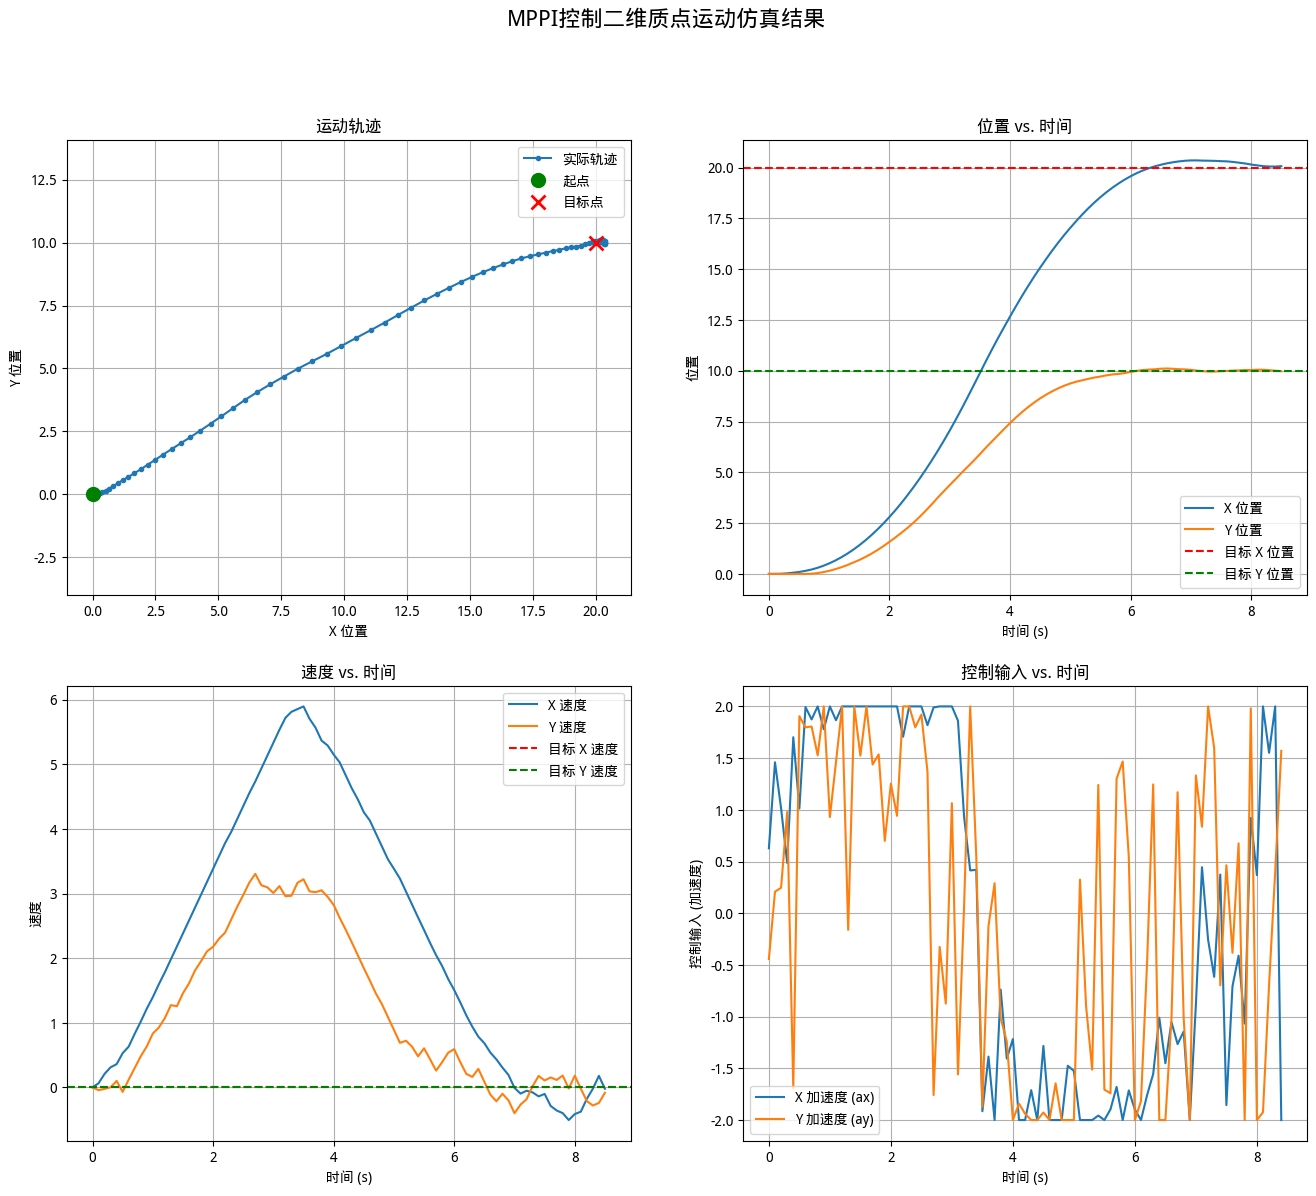 MPPI控制二维质点运动仿真结果
运动轨迹
实际轨迹
起点
目标点
12.5
10.0
7.5
5.0
2.5
0.0
-2.5
Y 位置
0.0 2.5 5.0 7.5 10.0 12.5 15.0 17.5 20.0
X 位置
位置 vs. 时间
20.0
17.5
15.0
12.5
10.0
7.5
5.0
2.5
0.0
位置
X 位置
Y 位置
目标 X 位置
目标 Y 位置
0 2 4 6 8
时间 (s)
速度 vs. 时间
X 速度
Y 速度
目标 X 速度
目标 Y 速度
6
5
4
3
2
1
0
速度
0 2 4 6 8
时间 (s)
控制输入 vs. 时间
2.0
1.5
1.0
0.5
0.0
-0.5
-1.0
-1.5
-2.0
控制输入 (加速度)
X 加速度 (ax)
Y 加速度 (ay)
0 2 4 6 8
时间 (s)